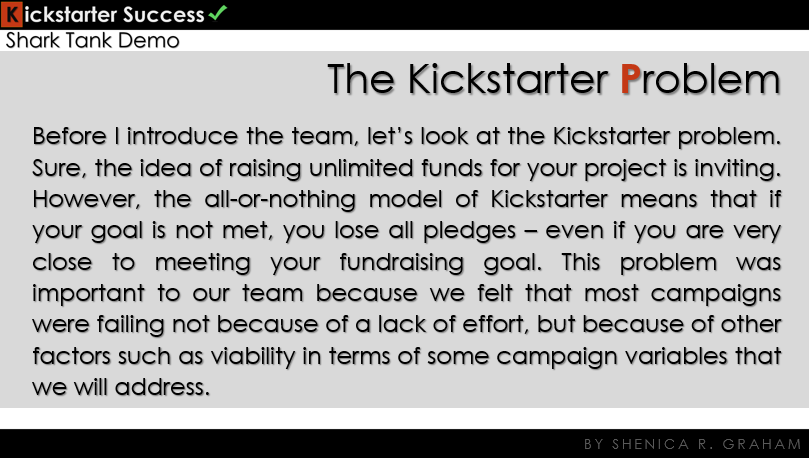 Kickstarter Success
Shark Tank Demo
The Kickstarter Problem
Before I introduce the team, let’s look at the Kickstarter problem.
Sure, the idea of raising unlimited funds for your project is inviting.
However, the all-or-nothing model of Kickstarter means that if
your goal is not met, you lose all pledges – even if you are very
close to meeting your fundraising goal. This problem was
important to our team because we felt that most campaigns
were failing not because of a lack of effort, but because of other
factors such as viability in terms of some campaign variables that
we will address.
BY SHENICA R. GRAHAM